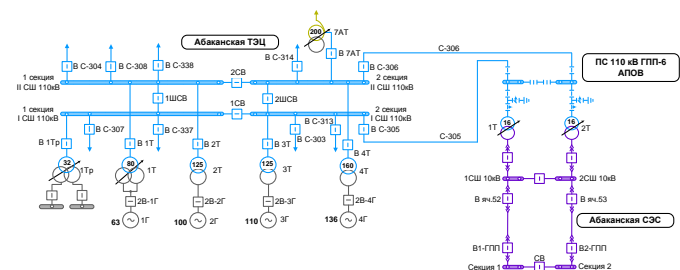 200
7АТ
Абаканская ТЭЦ
В С-304
В С-308
В С-338
В С-314
В 7АТ
С-306
В С-306
ПС 110 кВ ГПП-6
АПОВ
1 секция
II СШ 110кВ
2СВ
2 секция
II СШ 110кВ
1ШСВ
2ШСВ
1 секция
I СШ 110кВ
1СВ
2 секция
I СШ 110кВ
В С-307
В С-337
В С-313
В С-303
В С-305
С-305
1Т
16
2Т
16
В 1Тр
В 1Т
В 2Т
В 3Т
В 4Т
32
1Тр
80
1Т
125
2Т
125
3Т
160
4Т
1СШ 10кВ
2СШ 10кВ
В яч.52
В яч.53
2В-1Г
2В-2Г
2В-3Г
2В-4Г
63
1Г
100
2Г
110
3Г
136
4Г
Абаканская СЭС
В1-ГПП
В2-ГПП
СВ
Секция 1
Секция 2